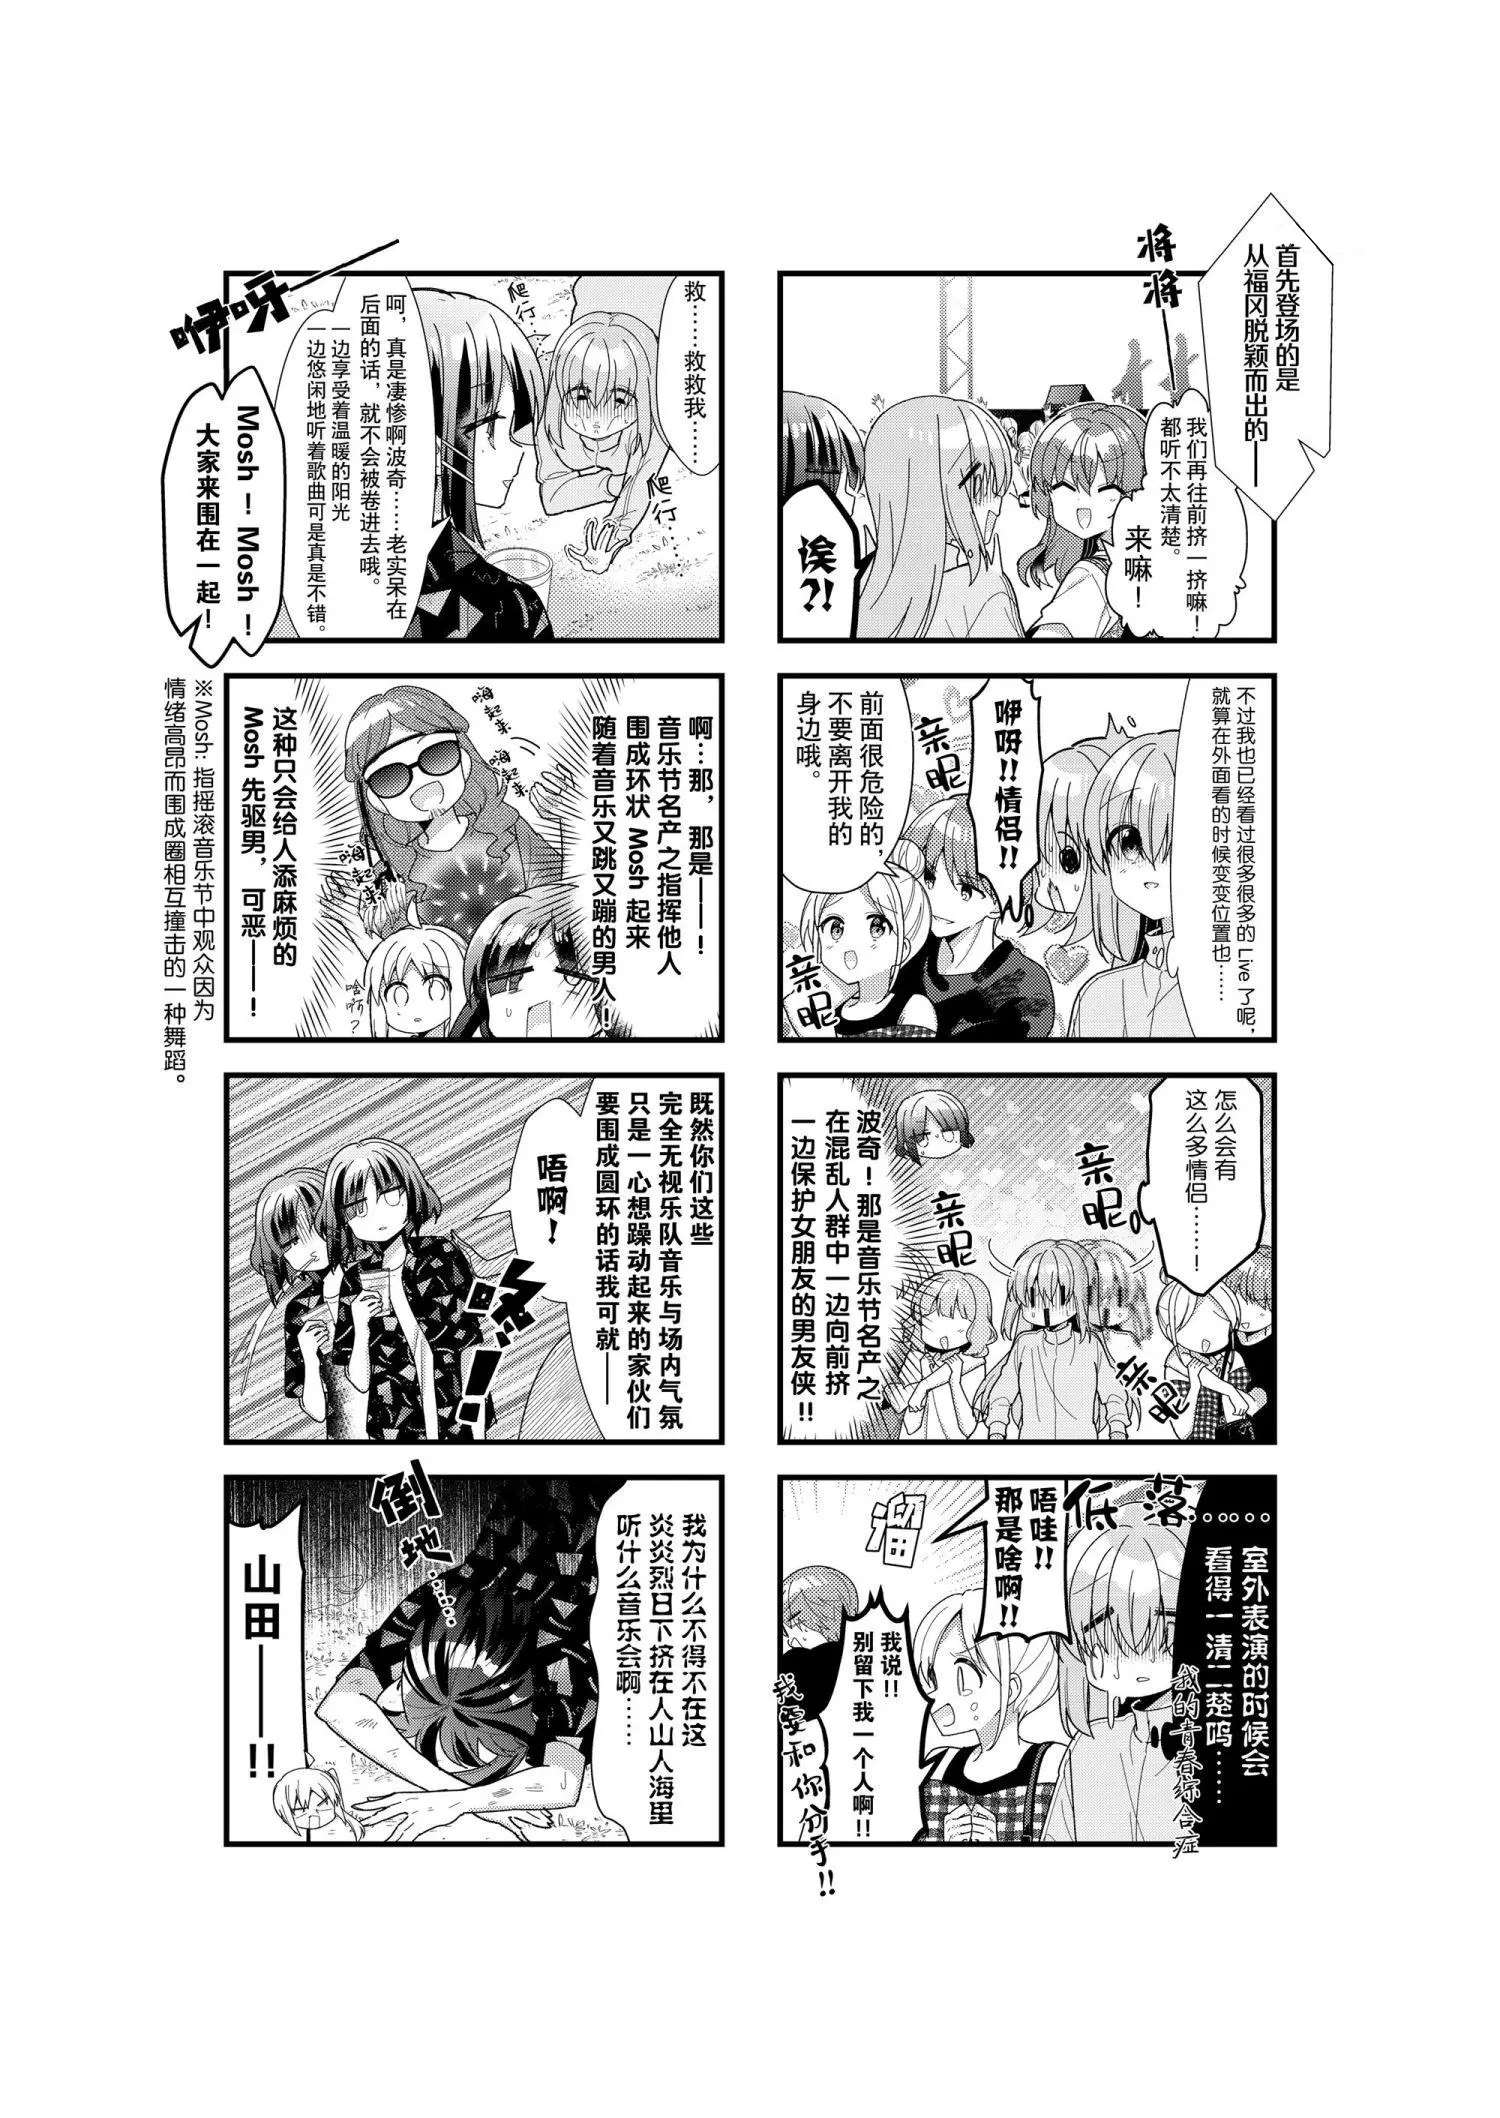 首先登场的是
从福冈脱颖而出的——
将将——
我们再往前挤一挤嘛！
都听不太清楚。
来嘛！
诶?!
不过我也已经看过很多很多的 Live 了呢，
就算在外面看的时候变变位置也……
咿呀!!情侣!!
前面很危险的，
不要离开我的
身边哦。
亲昵
亲昵
怎么会有
这么多情侣……！
亲昵。
亲昵
亲昵
波奇！那是音乐节名产之
在混乱人群中一边向前挤
一边保护女朋友的男友侠!!
室外表演的时候会
看得一清二楚呜……
我的青春综合症
低落……
唔哇!!
那是啥啊!!
溜
我说!!
别留下我一个人啊!!
我要和你分手!!
救……救救我……
爬行…
爬行…
呵，真是凄惨啊波奇……老实呆在
后面的话，就不会被卷进去哦。
一边享受着温暖的阳光
一边悠闲地听着歌曲可是真是不错。
咿呀——
Mosh！Mosh！
大家来围在一起！
※Mosh: 指摇滚音乐节中观众因为
情绪高昂而围成圈相互撞击的一种舞蹈。
啊…那，那是——！
音乐节名产之指挥他人
围成环状 Mosh 起来
随着音乐又跳又蹦的男人！
嗨起来
嗨起来
嗨起来
这种只会给人添麻烦的
Mosh 先驱男，可恶——！
啥啊？
既然你们这些
完全无视乐队音乐与场内气氛
只是一心想躁动起来的家伙们
要围成圆环的话我可就——
唔啊！
咚!!
我为什么不得不在这
炎炎烈日下挤在人山人海里
听什么音乐会啊……
倒地……
山田——!!